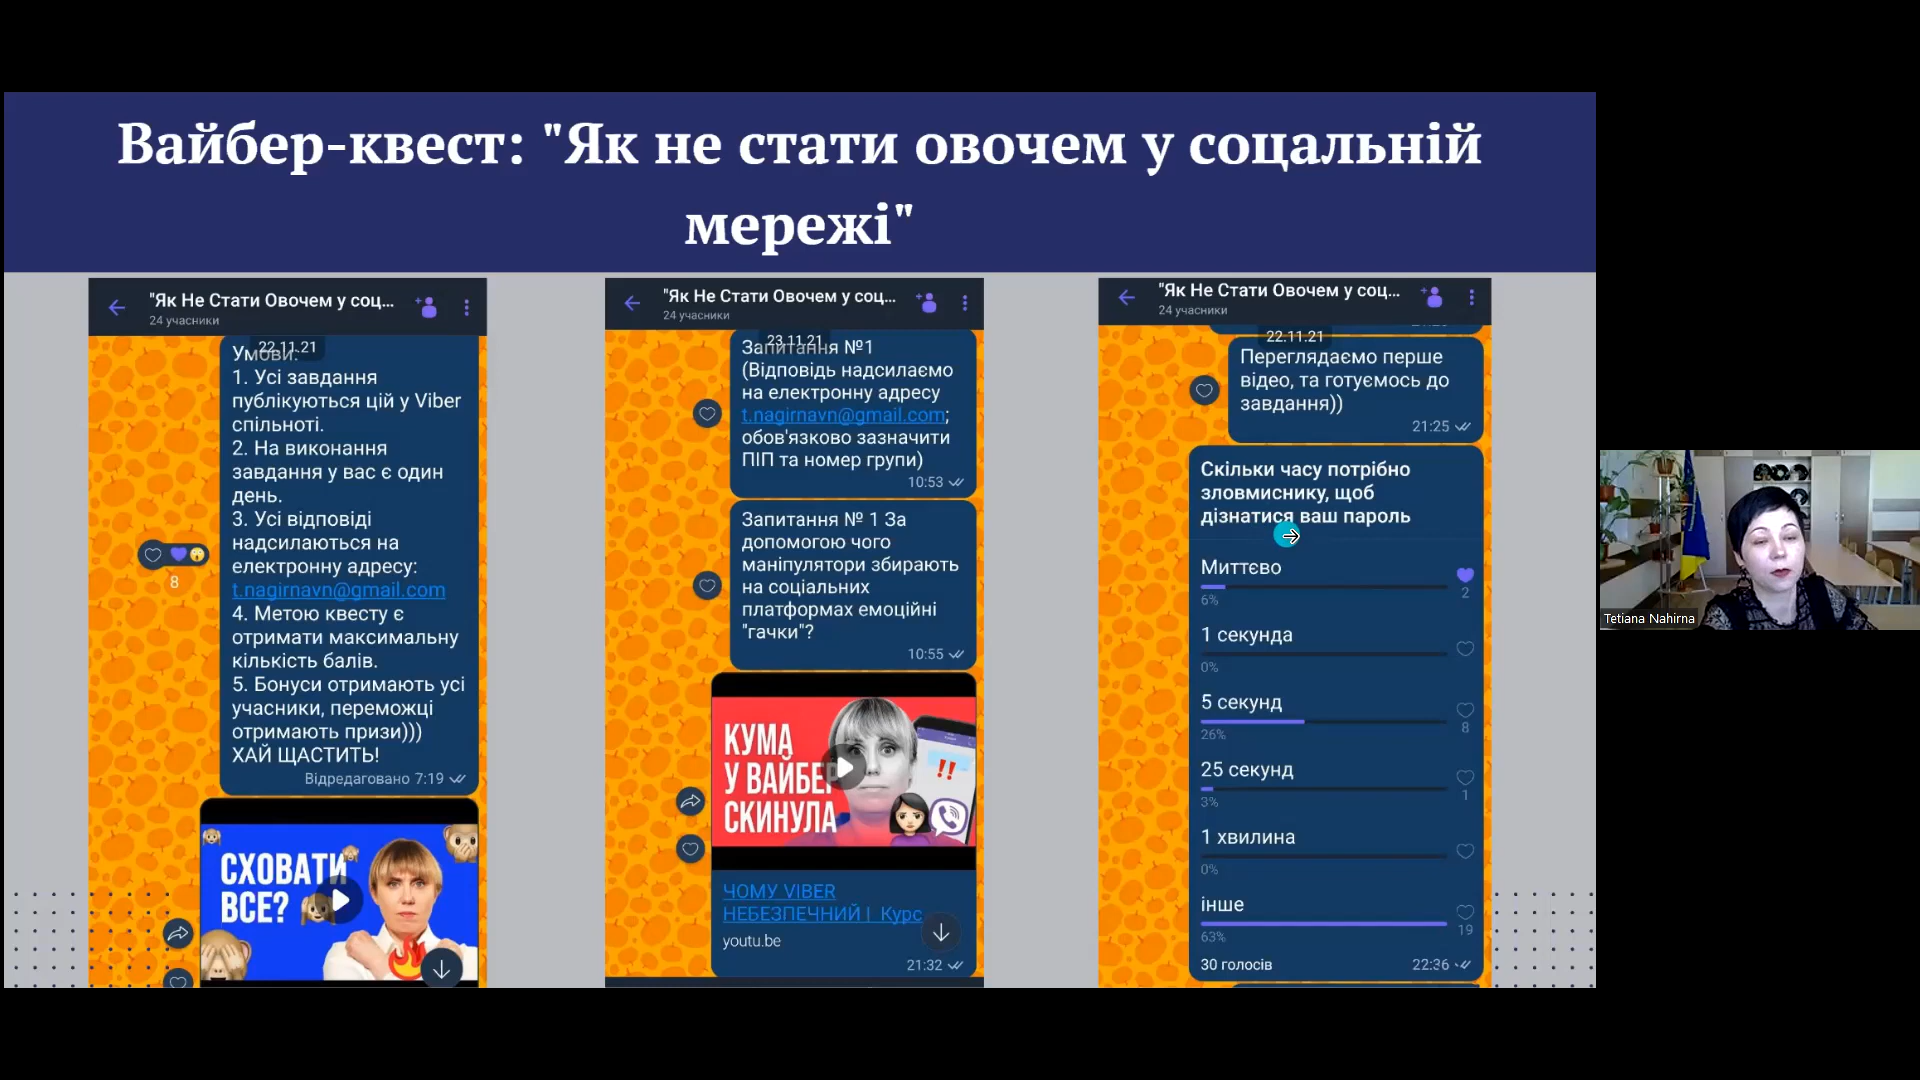 Вайбер-квест: "Як не стати овочем у соцальній
мережі"
"Як Не Стати Овочем у соц...
24 учасники
22.11.21
Умови:
1. Усі завдання
публікуються цій у Viber
спільноті.
2. На виконання
завдання у вас є один
день.
3. Усі відповіді
надсилаються на
електронну адресу:
t.nagirnavn@gmail.com
4. Метою квесту є
отримати максимальну
кількість балів.
5. Бонуси отримають усі
учасники, переможці
отримають призи)))
ХАЙ ЩАСТИТЬ!
Відредаговано 7:19
8
СХОВАТИ
ВСЕ?
"Як Не Стати Овочем у соц...
24 учасники
23.11.21
Запитання №1
(Відповідь надсилаємо
на електронну адресу
t.nagirnavn@gmail.com;
обов'язково зазначити
ПІП та номер групи)
10:53
Запитання № 1 За
допомогою чого
маніпулятори збирають
на соціальних
платформах емоційні
"гачки"?
10:55
КУМА
У ВАЙБЕР
СКИНУЛА
!!
ЧОМУ VIBER
НЕБЕЗПЕЧНИЙ | Курс
youtu.be
21:32
"Як Не Стати Овочем у соц...
24 учасники
22.11.21
Переглядаємо перше
відео, та готуємось до
завдання))
21:25
Скільки часу потрібно
зловмиснику, щоб
дізнатися ваш пароль
Миттєво
2
6%
1 секунда
0%
5 секунд
8
26%
25 секунд
1
3%
1 хвилина
0%
інше
19
63%
30 голосів
22:36
Tetiana Nahirna